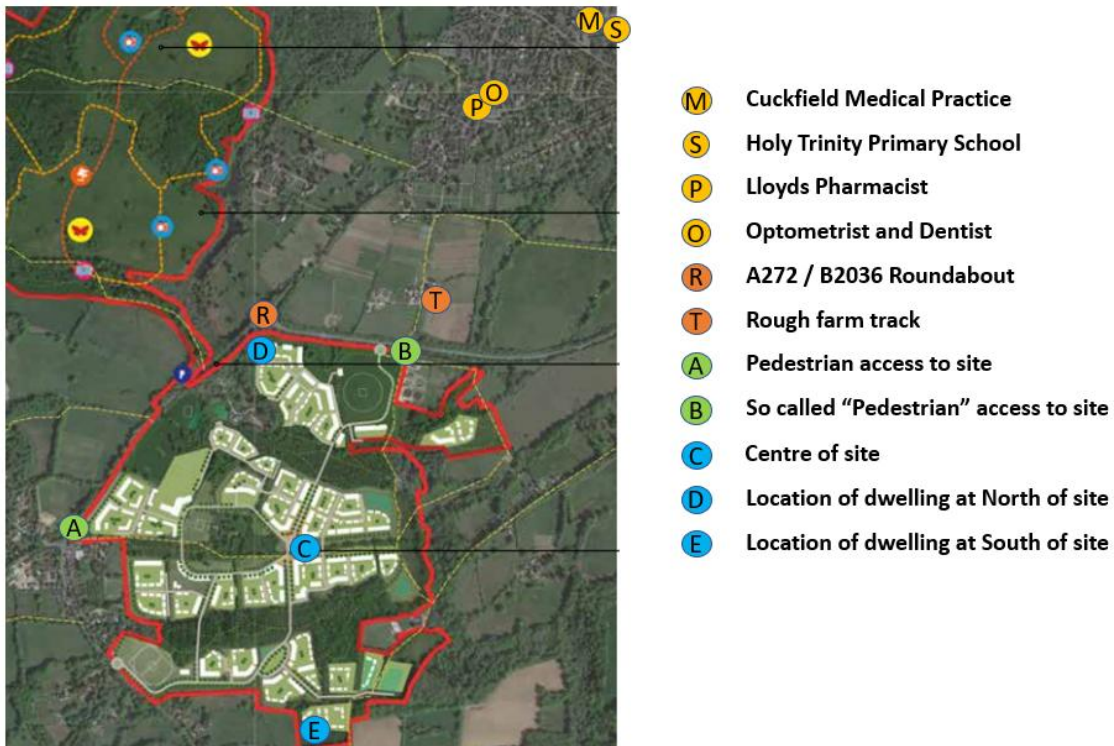 M
S
O
P
T
R
D
B
A
C
E
M Cuckfield Medical Practice
S Holy Trinity Primary School
P Lloyds Pharmacist
O Optometrist and Dentist
R A272 / B2036 Roundabout
T Rough farm track
A Pedestrian access to site
B So called “Pedestrian” access to site
C Centre of site
D Location of dwelling at North of site
E Location of dwelling at South of site